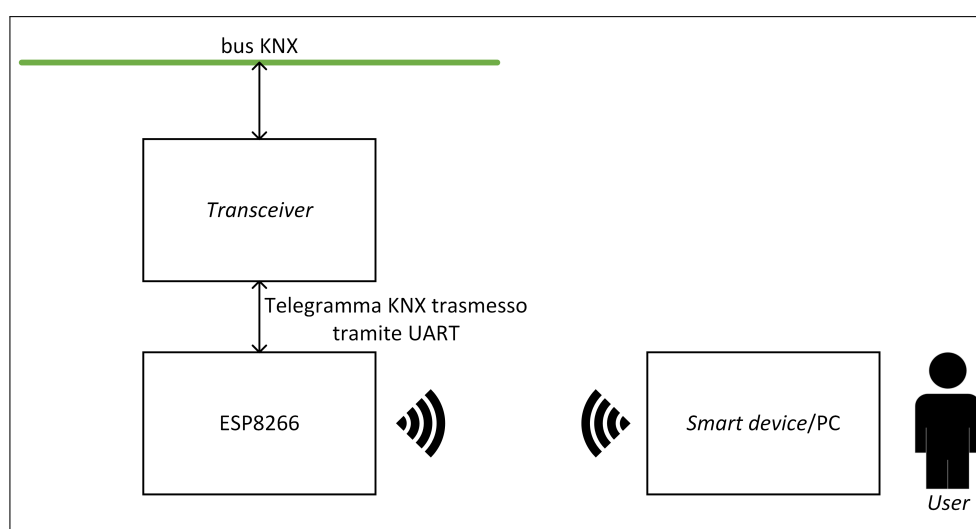 bus KNX
Transceiver
Telegramma KNX trasmesso
tramite UART
ESP8266
Smart device/PC
User